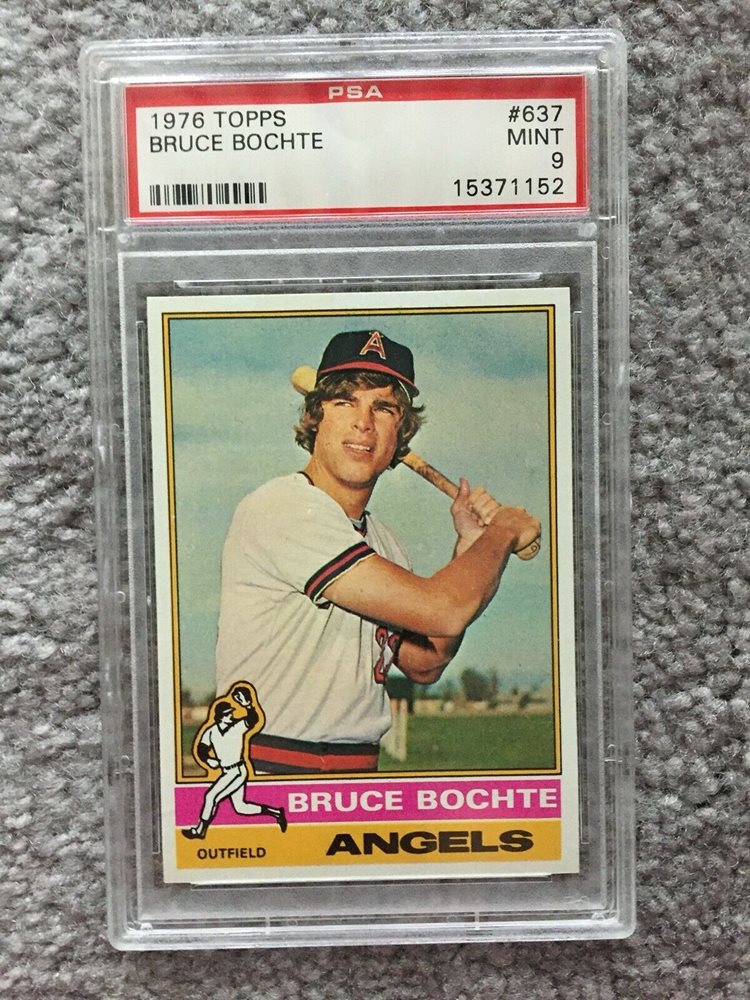 PSA
1976 TOPPS #637
BRUCE BOCHTE MINT
9
15371152
A
BRUCE BOCHTE
ANGELS
OUTFIELD